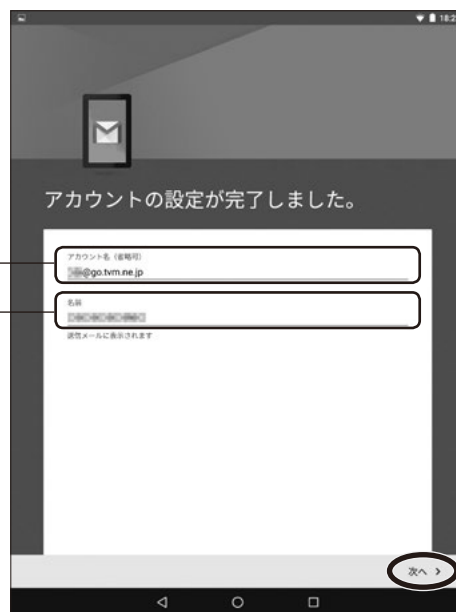 18:2
アカウントの設定が完了しました。
アカウント名（省略可）
@go.tvm.ne.jp
名前
送信メールに表示されます
次へ